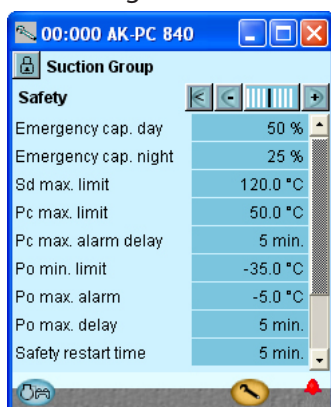 00:000 AK-PC 840
Suction Group
Safety
Emergency cap. day 50 %
Emergency cap. night 25 %
Sd max. limit 120.0 °C
Pc max. limit 50.0 °C
Pc max. alarm delay 5 min.
Po min. limit -35.0 °C
Po max. alarm -5.0 °C
Po max. delay 5 min.
Safety restart time 5 min.